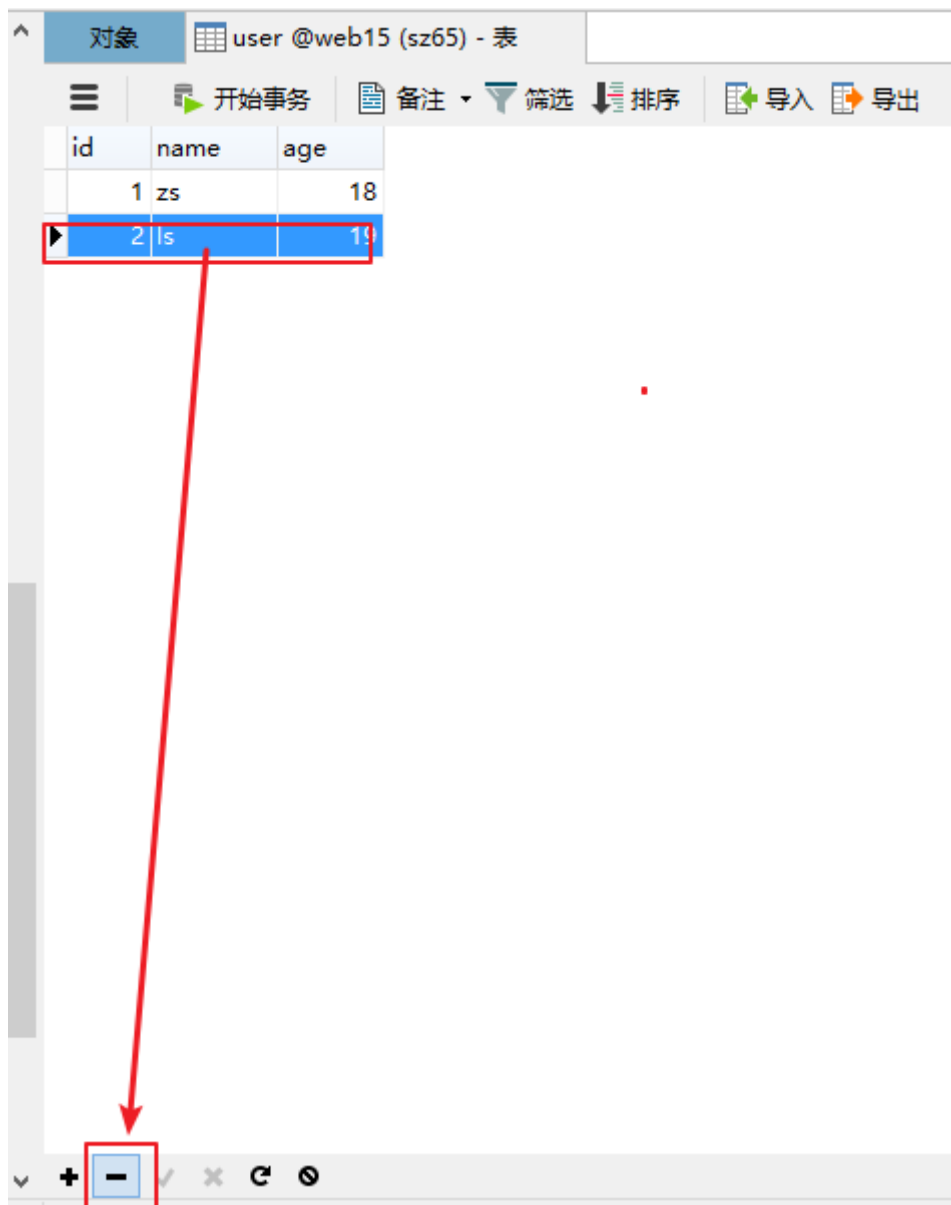 对象 user @web15 (sz65) - 表
开始事务 备注 筛选 排序 导入 导出
id name age
1 zs 18
2 ls 19